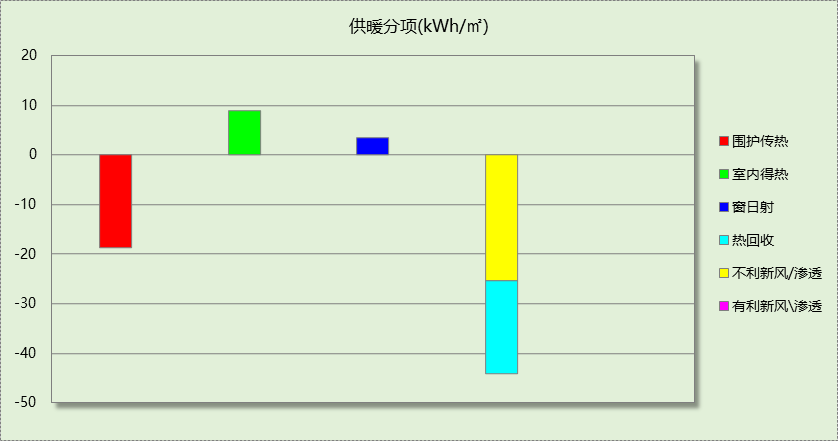 供暖分项(kWh/㎡)
20
10
0
-10
-20
-30
-40
-50
围护传热
室内得热
窗日射
热回收
不利新风/渗透
有利新风\渗透